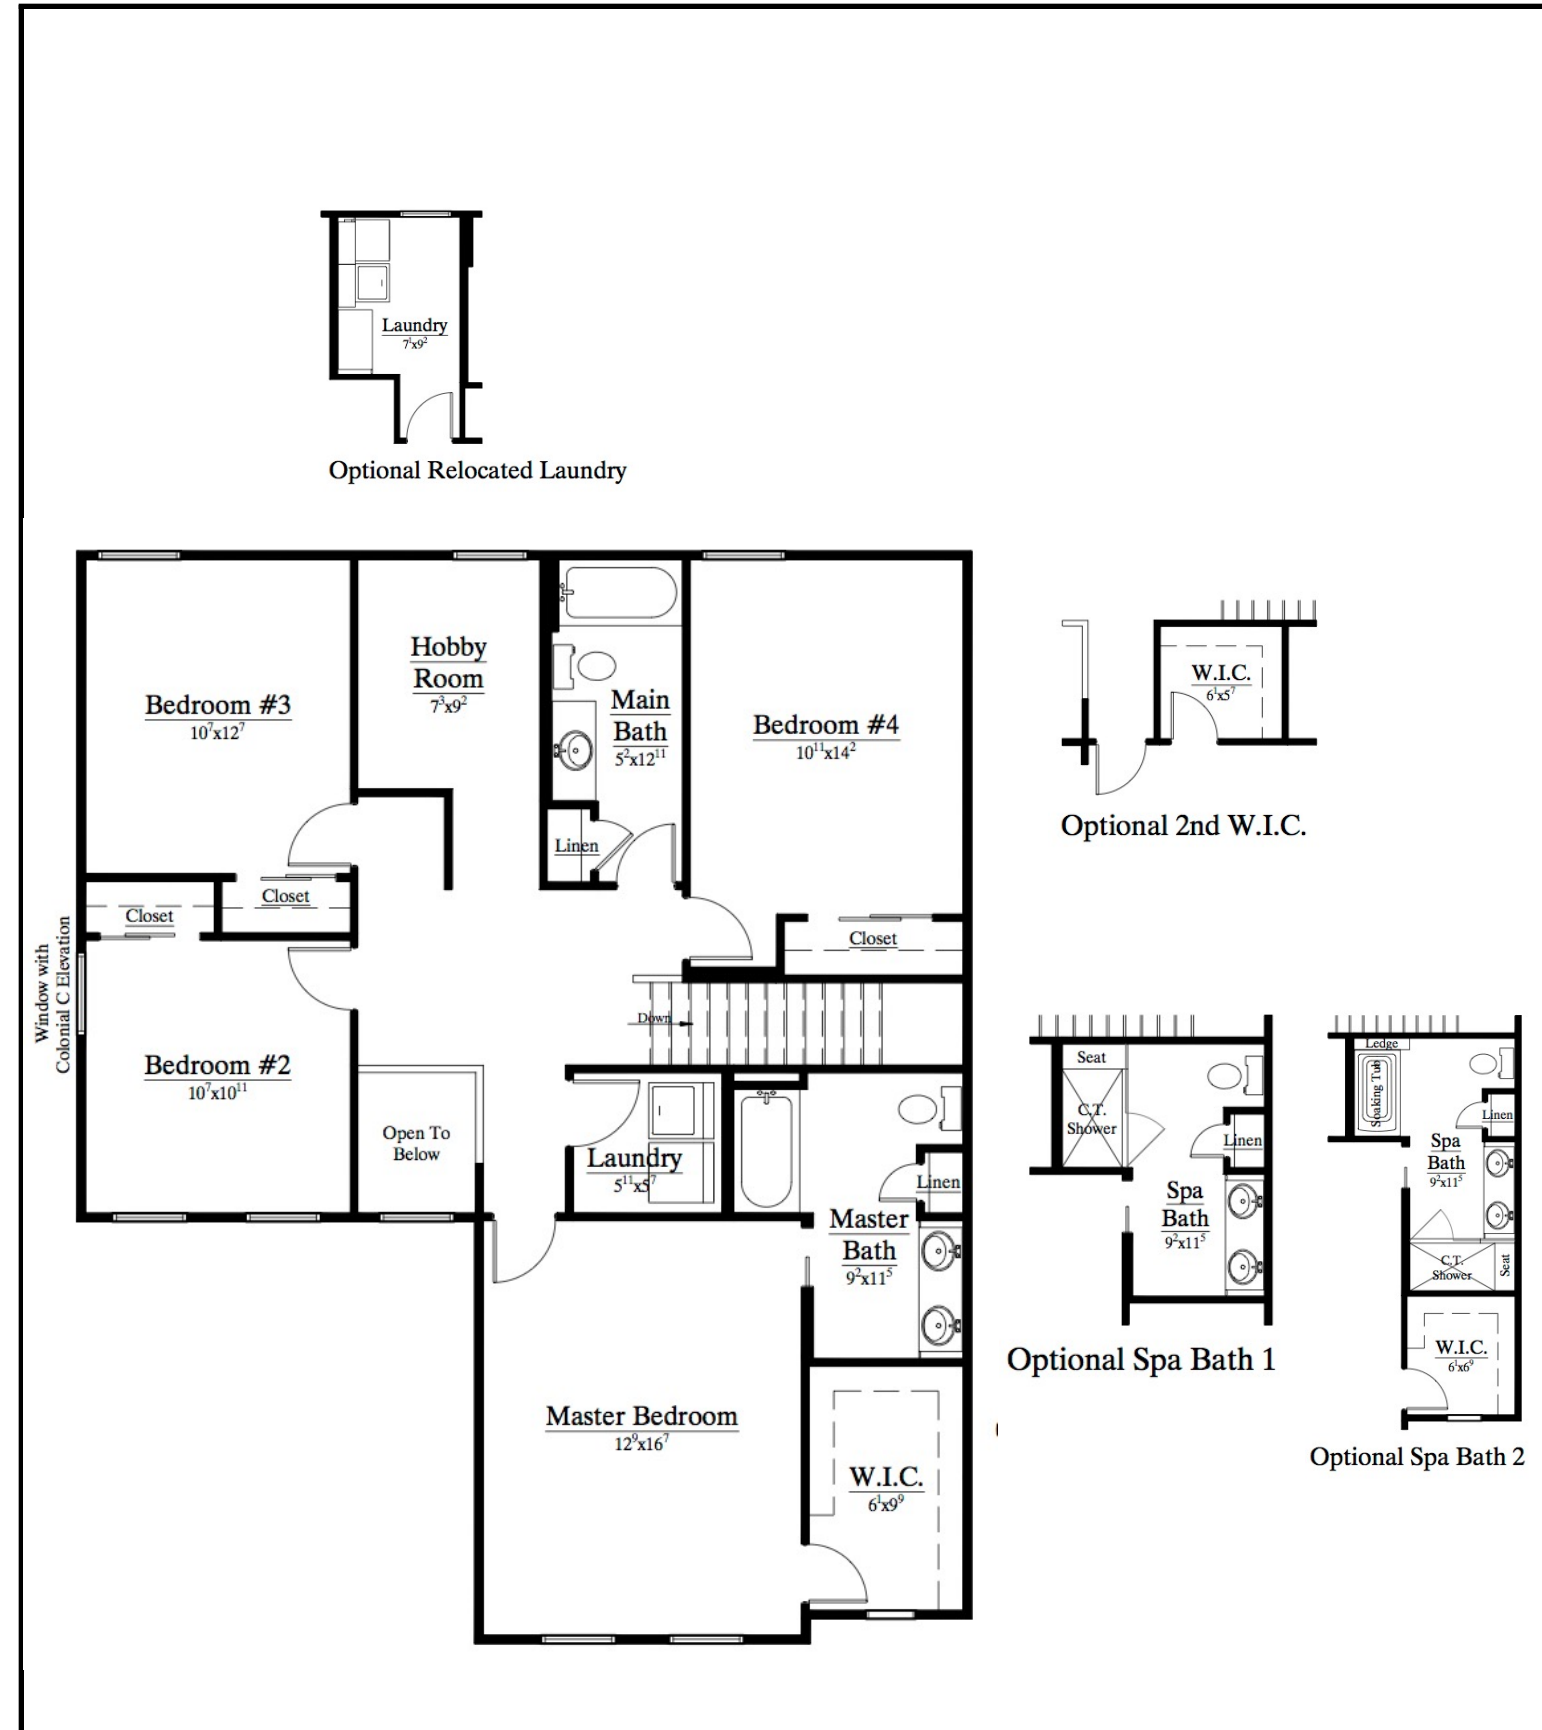 Laundry
7¹x9²
Optional Relocated Laundry
Bedroom #3
10⁷x12⁷
Hobby
Room
7³x9²
Main
Bath
5²x12¹¹
Bedroom #4
10¹¹x14²
Linen
Closet
Closet
Closet
Window with
Colonial C Elevation
Down
Bedroom #2
10⁷x10¹¹
Open To
Below
Laundry
5¹¹x5⁷
Linen
Master
Bath
9²x11⁵
Master Bedroom
12⁹x16⁷
W.I.C.
6¹x9⁹
W.I.C.
6¹x5⁷
Optional 2nd W.I.C.
Seat
C.T.
Shower
Linen
Spa
Bath
9²x11⁵
Optional Spa Bath 1
Ledge
Soaking Tub
Linen
Spa
Bath
9²x11⁵
C.T.
Shower
Seat
W.I.C.
6¹x6⁹
Optional Spa Bath 2